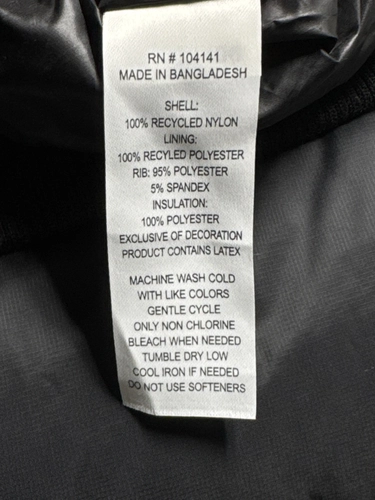 RN # 104141
MADE IN BANGLADESH
SHELL:
100% RECYCLED NYLON
LINING:
100% RECYLED POLYESTER
RIB: 95% POLYESTER
5% SPANDEX
INSULATION:
100% POLYESTER
EXCLUSIVE OF DECORATION
PRODUCT CONTAINS LATEX
MACHINE WASH COLD
WITH LIKE COLORS
GENTLE CYCLE
ONLY NON CHLORINE
BLEACH WHEN NEEDED
TUMBLE DRY LOW
COOL IRON IF NEEDED
DO NOT USE SOFTENERS